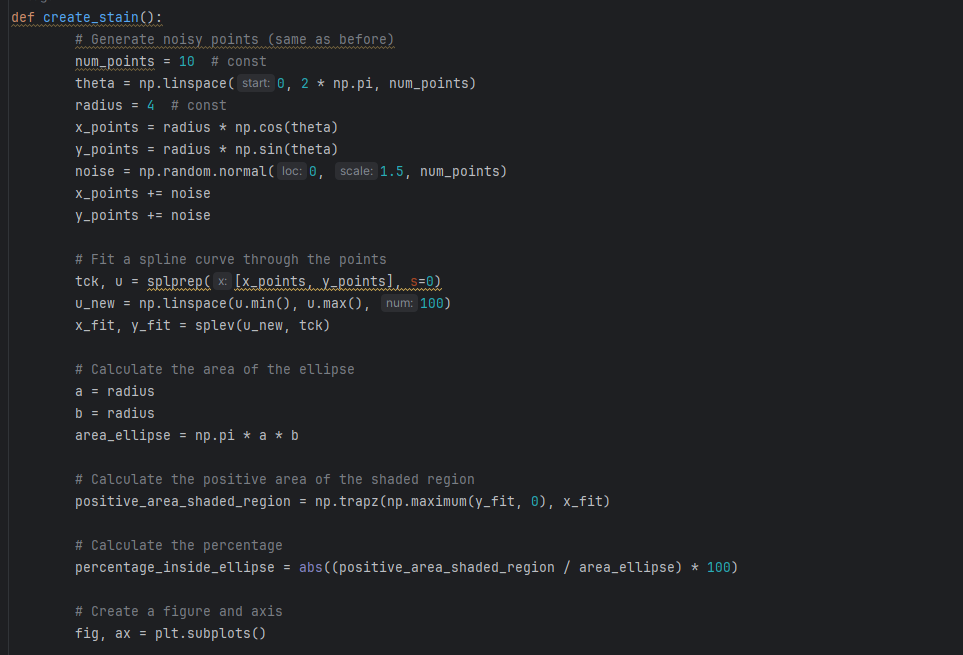 def create_stain():
# Generate noisy points (same as before)
num_points = 10  # const
theta = np.linspace( start: 0, 2 * np.pi, num_points)
radius = 4  # const
x_points = radius * np.cos(theta)
y_points = radius * np.sin(theta)
noise = np.random.normal( loc: 0,  scale: 1.5, num_points)
x_points += noise
y_points += noise
# Fit a spline curve through the points
tck, u = splprep( x: [x_points, y_points], s=0)
u_new = np.linspace(u.min(), u.max(),  num: 100)
x_fit, y_fit = splev(u_new, tck)
# Calculate the area of the ellipse
a = radius
b = radius
area_ellipse = np.pi * a * b
# Calculate the positive area of the shaded region
positive_area_shaded_region = np.trapz(np.maximum(y_fit, 0), x_fit)
# Calculate the percentage
percentage_inside_ellipse = abs((positive_area_shaded_region / area_ellipse) * 100)
# Create a figure and axis
fig, ax = plt.subplots()